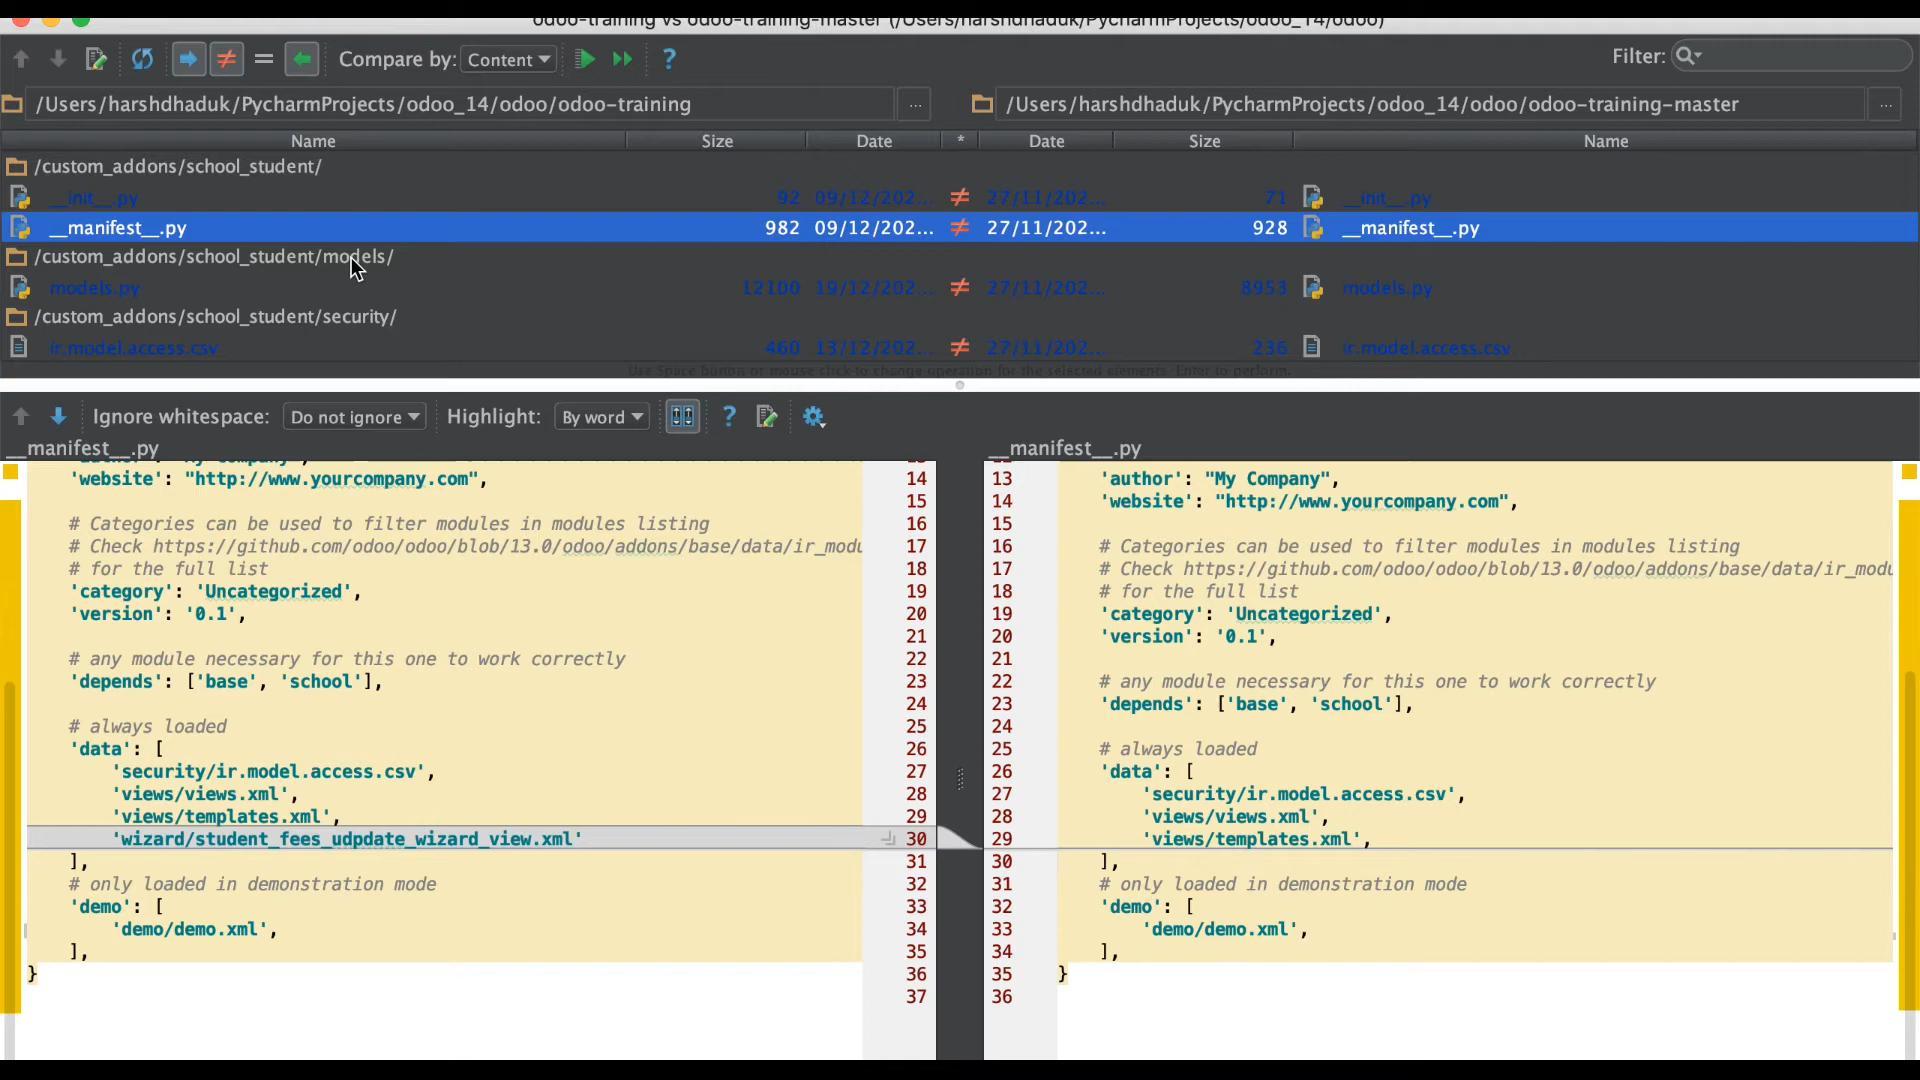 odoo-training vs odoo-training-master (/Users/harshdhaduk/PycharmProjects/odoo_14/odoo)
Compare by: Content Filter:
/Users/harshdhaduk/PycharmProjects/odoo_14/odoo/odoo-training ... /Users/harshdhaduk/PycharmProjects/odoo_14/odoo/odoo-training-master ...
Name Size Date * Date Size Name
/custom_addons/school_student/
__init__.py 92 09/12/202... ≠ 27/11/202... 71 __init__.py
__manifest__.py 982 09/12/202... ≠ 27/11/202... 928 __manifest__.py
/custom_addons/school_student/models/
models.py 12100 19/12/202... ≠ 27/11/202... 8953 models.py
/custom_addons/school_student/security/
ir.model.access.csv 460 13/12/202... ≠ 27/11/202... 236 ir.model.access.csv
Use Space button or mouse click to change operation for the selected elements. Enter to perform.
Ignore whitespace: Do not ignore Highlight: By word ?
__manifest__.py __manifest__.py
'website': "http://www.yourcompany.com", 14
15
# Categories can be used to filter modules in modules listing 16
# Check https://github.com/odoo/odoo/blob/13.0/odoo/addons/base/data/ir_modu 17
# for the full list 18
'category': 'Uncategorized', 19
'version': '0.1', 20
21
# any module necessary for this one to work correctly 22
'depends': ['base', 'school'], 23
24
# always loaded 25
'data': [ 26
'security/ir.model.access.csv', 27
'views/views.xml', 28
'views/templates.xml', 29
'wizard/student_fees_udpdate_wizard_view.xml' 30
], 31
# only loaded in demonstration mode 32
'demo': [ 33
'demo/demo.xml', 34
], 35
} 36
37
13 'author': "My Company",
14 'website': "http://www.yourcompany.com",
15
16 # Categories can be used to filter modules in modules listing
17 # Check https://github.com/odoo/odoo/blob/13.0/odoo/addons/base/data/ir_modu
18 # for the full list
19 'category': 'Uncategorized',
20 'version': '0.1',
21
22 # any module necessary for this one to work correctly
23 'depends': ['base', 'school'],
24
25 # always loaded
26 'data': [
27 'security/ir.model.access.csv',
28 'views/views.xml',
29 'views/templates.xml',
30 ],
31 # only loaded in demonstration mode
32 'demo': [
33 'demo/demo.xml',
34 ],
35 }
36